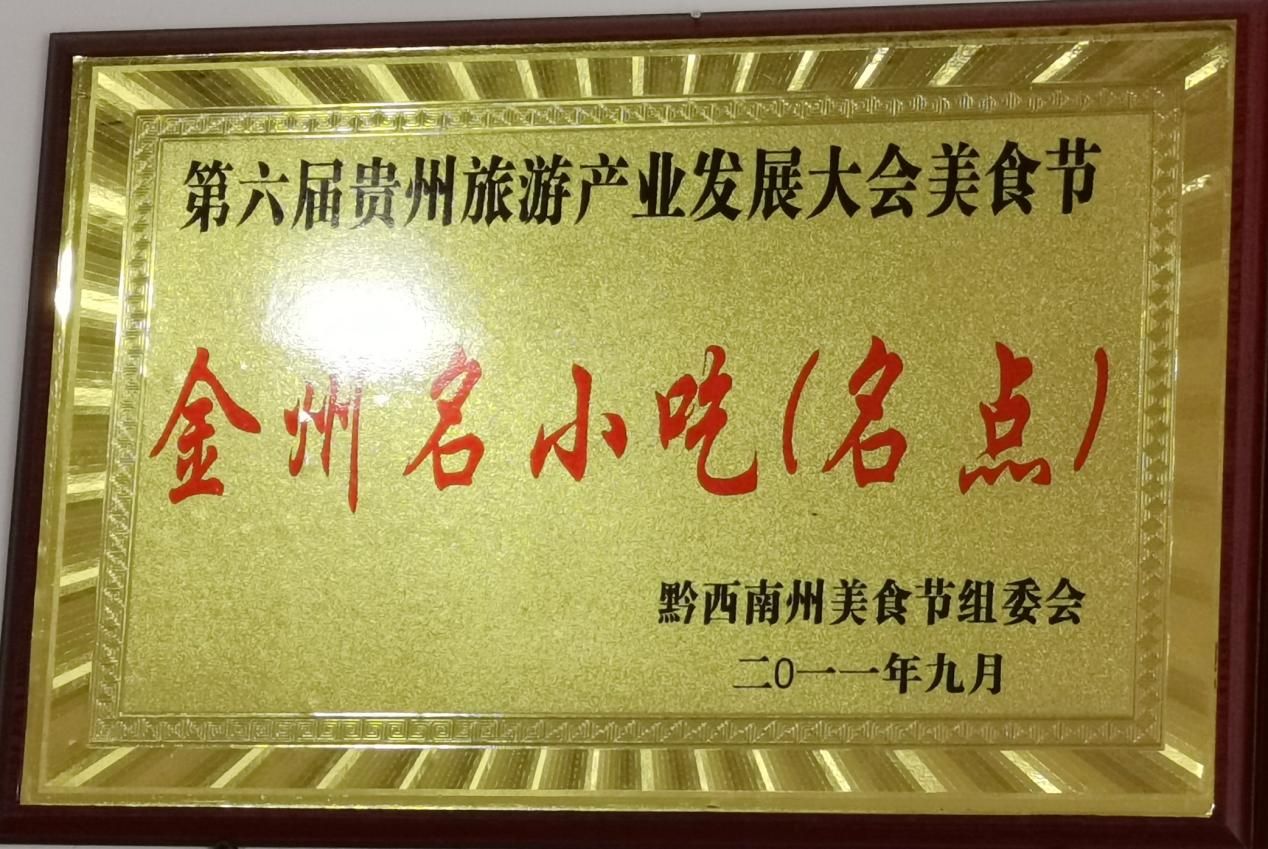 第六届贵州旅游产业发展大会美食节
金州名小吃(名点)
黔西南州美食节组委会
二0一一年九月